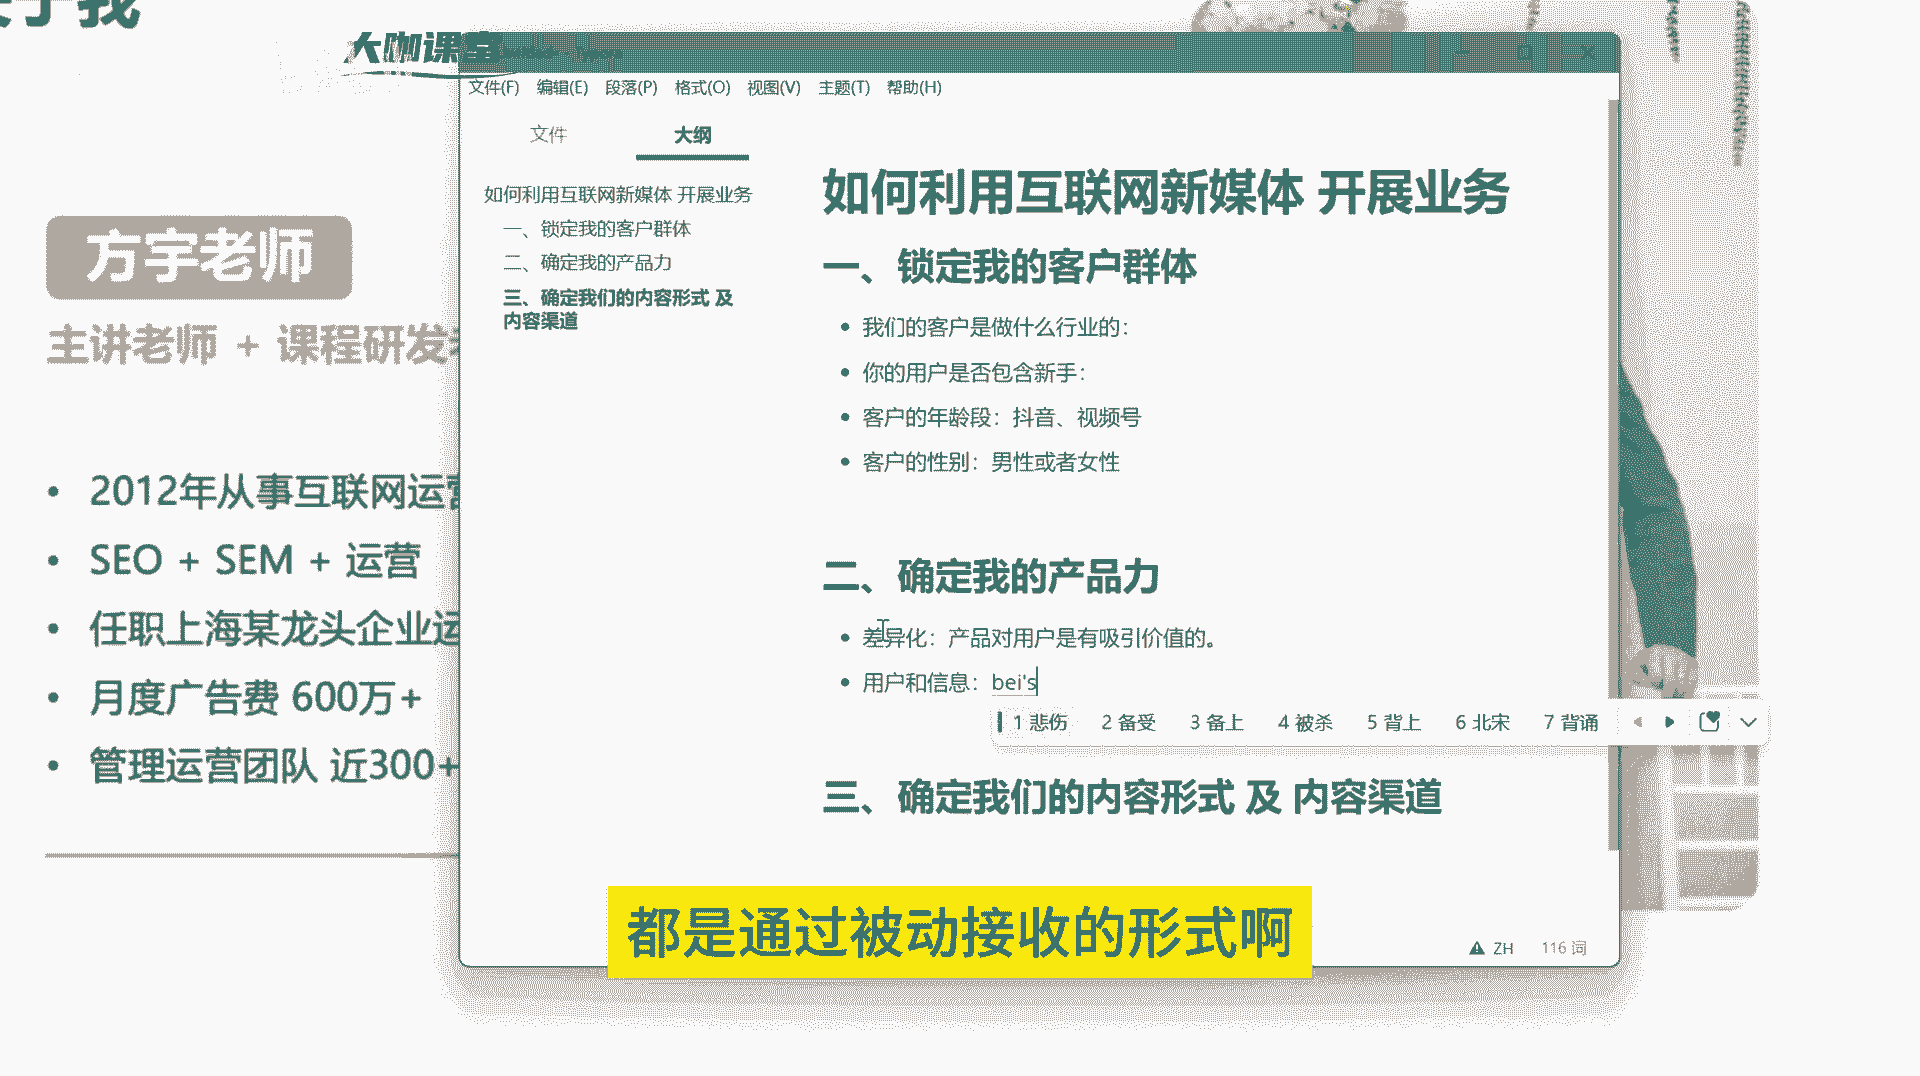 大咖课堂
文件(F) 编辑(E) 段落(P) 格式(O) 视图(V) 主题(T) 帮助(H)
文件 大纲
如何利用互联网新媒体 开展业务
一、锁定我的客户群体
二、确定我的产品力
三、确定我们的内容形式 及
内容渠道
如何利用互联网新媒体 开展业务
一、锁定我的客户群体
• 我们的客户是做什么行业的：
• 你的用户是否包含新手：
• 客户的年龄段：抖音、视频号
• 客户的性别：男性或者女性
二、确定我的产品力
• 差异化：产品对用户是有吸引价值的。
• 用户和信息：bei's
1 悲伤 2 备受 3 备上 4 被杀 5 背上 6 北宋 7 背诵
三、确定我们的内容形式 及 内容渠道
ZH 116 词
方宇老师
主讲老师 + 课程研发
• 2012年从事互联网运营
• SEO + SEM + 运营
• 任职上海某龙头企业运
• 月度广告费 600万+
• 管理运营团队 近300+
都是通过被动接收的形式啊